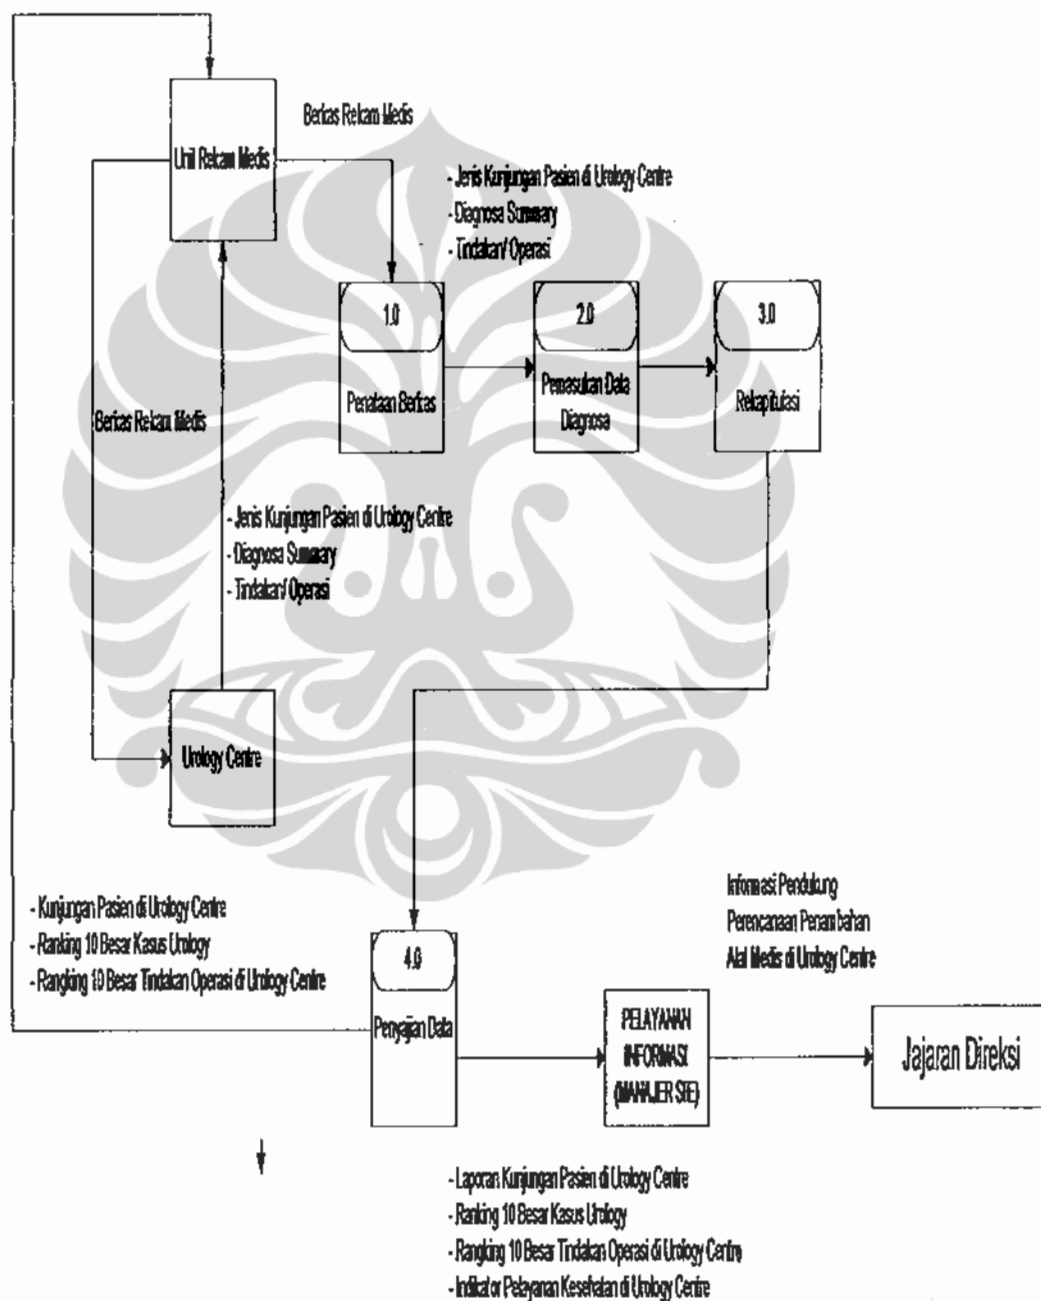 Berkas Rekam Medis
Unit Rekam Medis
- Jenis Kunjungan Pasien di Urology Centre
- Diagnosa Summary
- Tindakan/ Operasi
1.0
Penataan Berkas
2.0
Pemasukan Data
Diagnosa
3.0
Rekapitulasi
Berkas Rekam Medis
- Jenis Kunjungan Pasien di Urology Centre
- Diagnosa Summary
- Tindakan/ Operasi
Urology Centre
- Kunjungan Pasien di Urology Centre
- Ranking 10 Besar Kasus Urology
- Rangking 10 Besar Tindakan Operasi di Urology Centre
Informasi Pendukung
Perencanaan Penambahan
Alat Medis di Urology Centre
4.0
Penyajian Data
PELAYANAN
INFORMASI
(MANAJER
Jajaran Direksi
- Laporan Kunjungan Pasien di Urology Centre
- Ranking 10 Besar Kasus Urology
- Rangking 10 Besar Tindakan Operasi di Urology Centre
- Indikator Pelayanan Kesehatan di Urology Centre